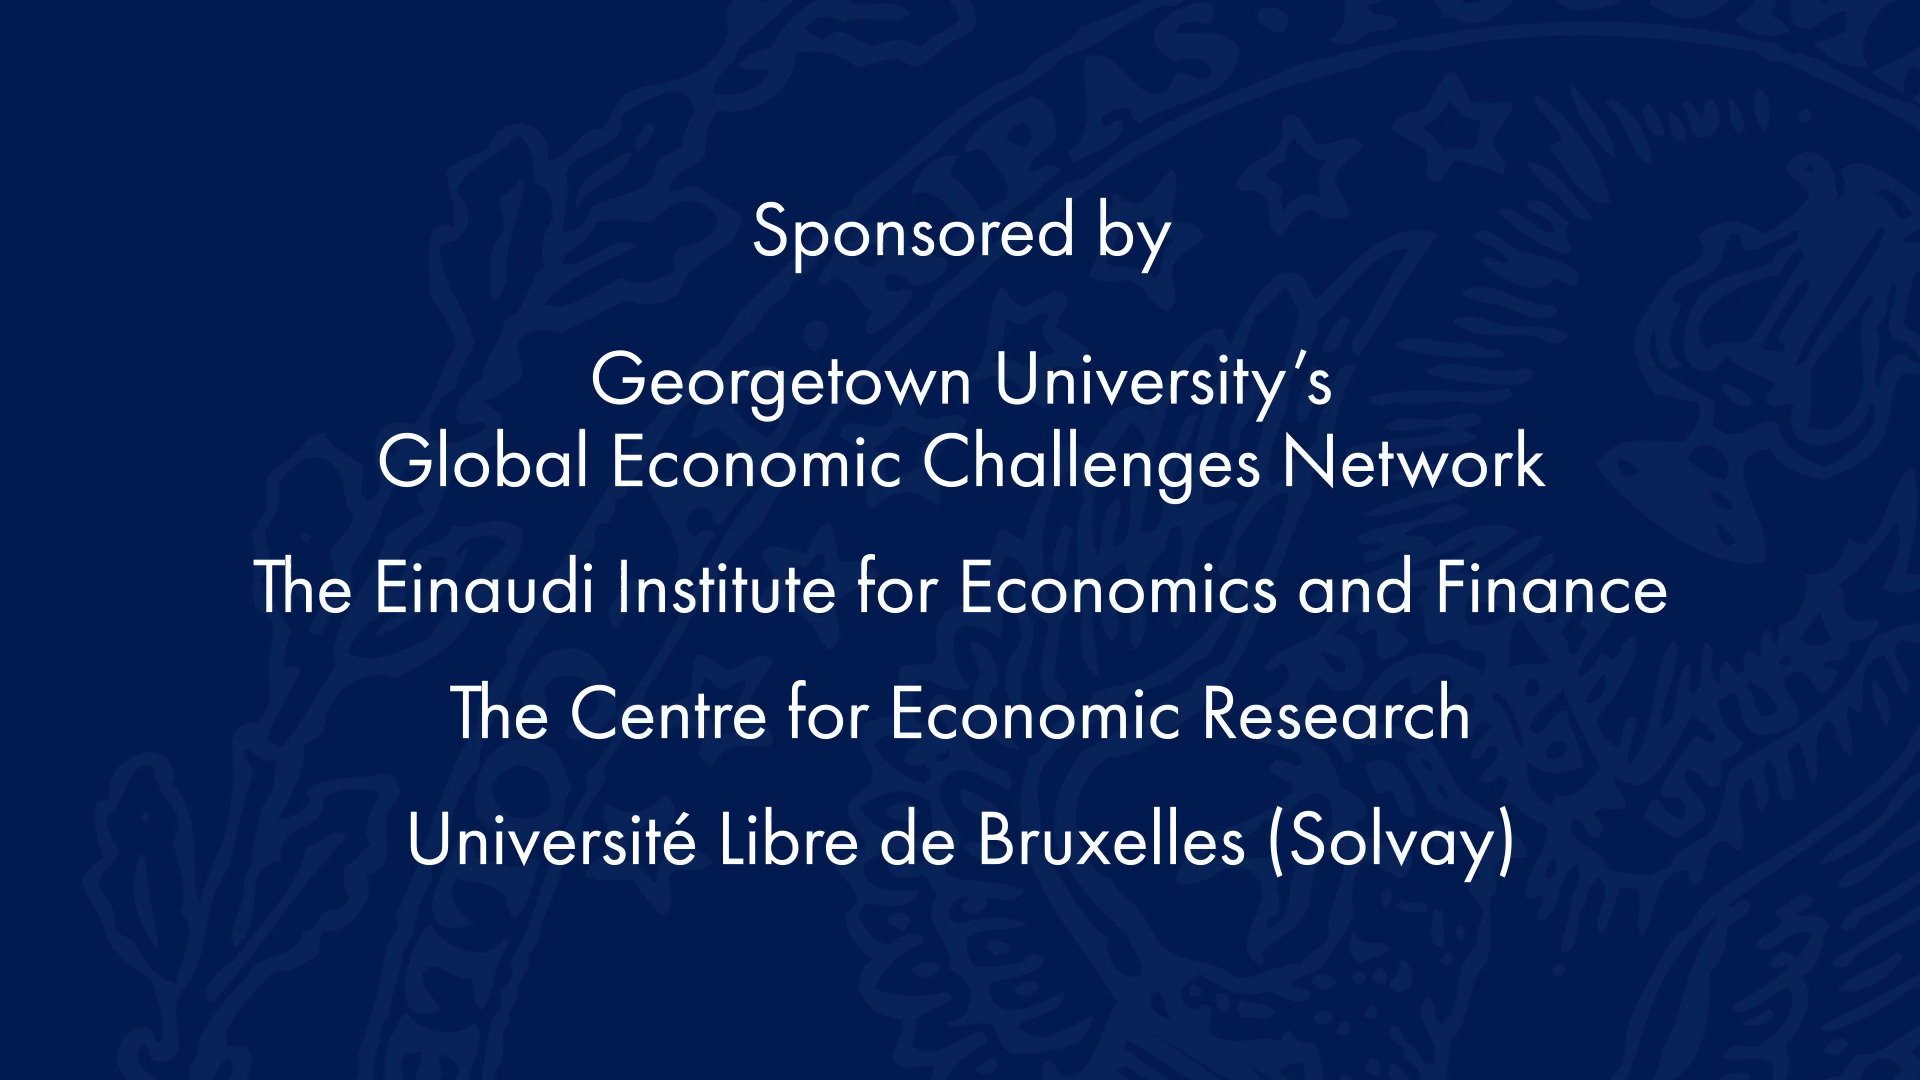 Sponsored by
Georgetown University’s
Global Economic Challenges Network
The Einaudi Institute for Economics and Finance
The Centre for Economic Research
Université Libre de Bruxelles (Solvay)